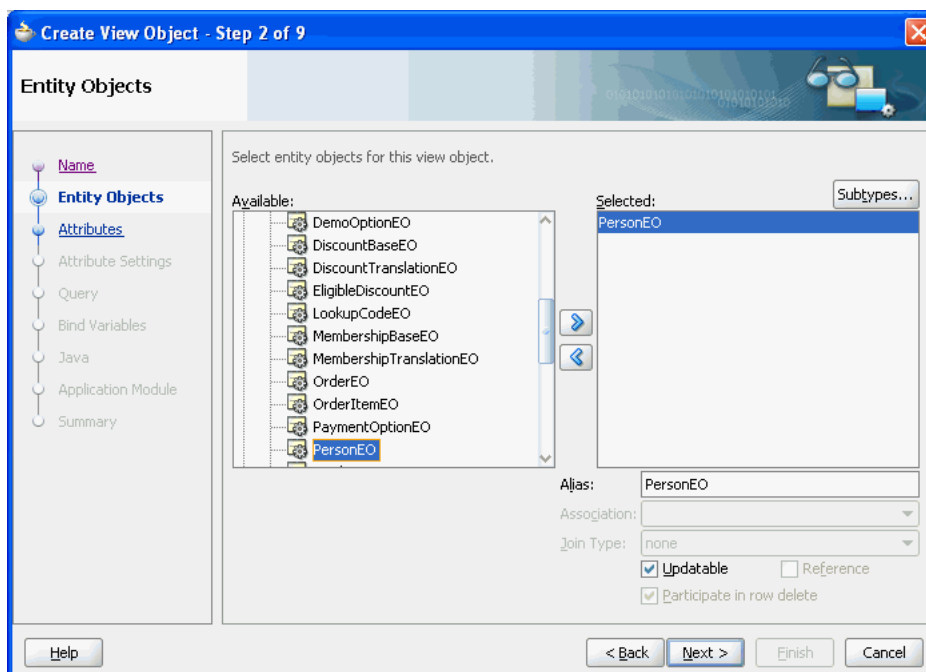 Create View Object - Step 2 of 9
Entity Objects
Name
Entity Objects
Attributes
Attribute Settings
Query
Bind Variables
Java
Application Module
Summary
Select entity objects for this view object.
Available:
DemoOptionEO
DiscountBaseEO
DiscountTranslationEO
EligibleDiscountEO
LookupCodeEO
MembershipBaseEO
MembershipTranslationEO
OrderEO
OrderItemEO
PaymentOptionEO
PersonEO
Selected:
Subtypes...
PersonEO
Alias: PersonEO
Association:
Join Type: none
Updatable Reference
Participate in row delete
Help < Back Next > Finish Cancel